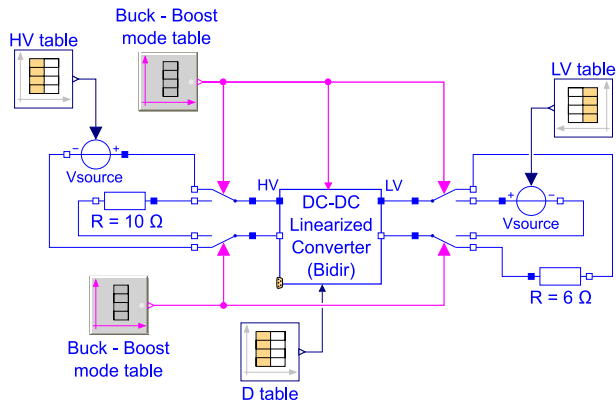 Buck - Boost
mode table
HV table
LV table
− +
Vsource
+ −
Vsource
HV
LV
DC-DC
Linearized
Converter
(Bidir)
R = 10 Ω
R = 6 Ω
Buck - Boost
mode table
D table